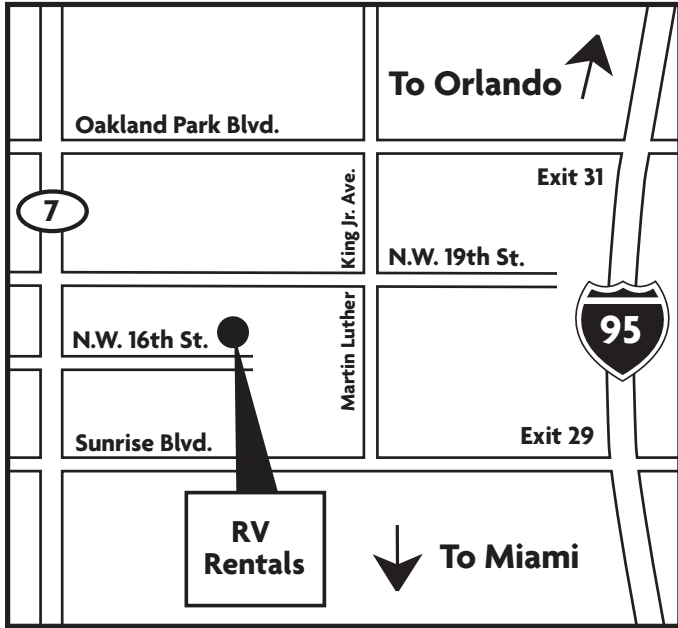 To Orlando
Oakland Park Blvd.
Exit 31
7
Martin Luther King Jr. Ave.
N.W. 19th St.
95
N.W. 16th St.
Exit 29
Sunrise Blvd.
RV
Rentals
To Miami